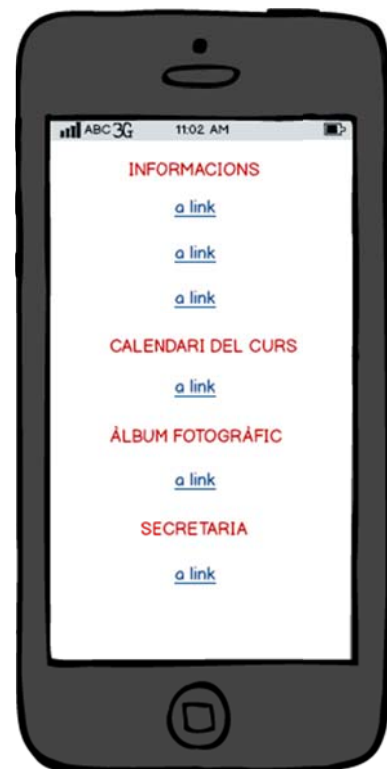 ABC 3G 11:02 AM
INFORMACIONS
a link
a link
a link
CALENDARI DEL CURS
a link
ÀLBUM FOTOGRÀFIC
a link
SECRETARIA
a link